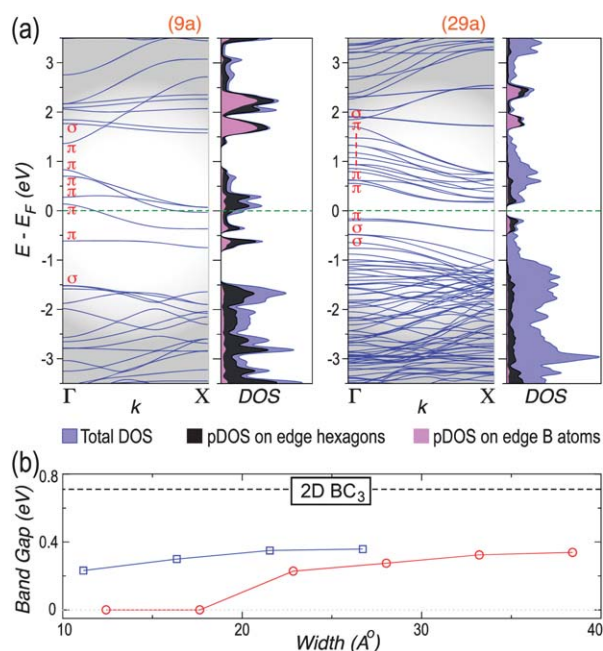 (a) (9a) (29a)
E - E_F (eV)
3
2
1
0
-1
-2
-3
σ
π
π
π
π
π
π
σ
3
2
1
0
-1
-2
-3
σ
π
π
π
π
σ
σ
Γ k X DOS Γ k X DOS
Total DOS pDOS on edge hexagons pDOS on edge B atoms
(b)
Band Gap (eV)
0.8
0.4
0
2D BC₃
10 20 30 40
Width (Å)